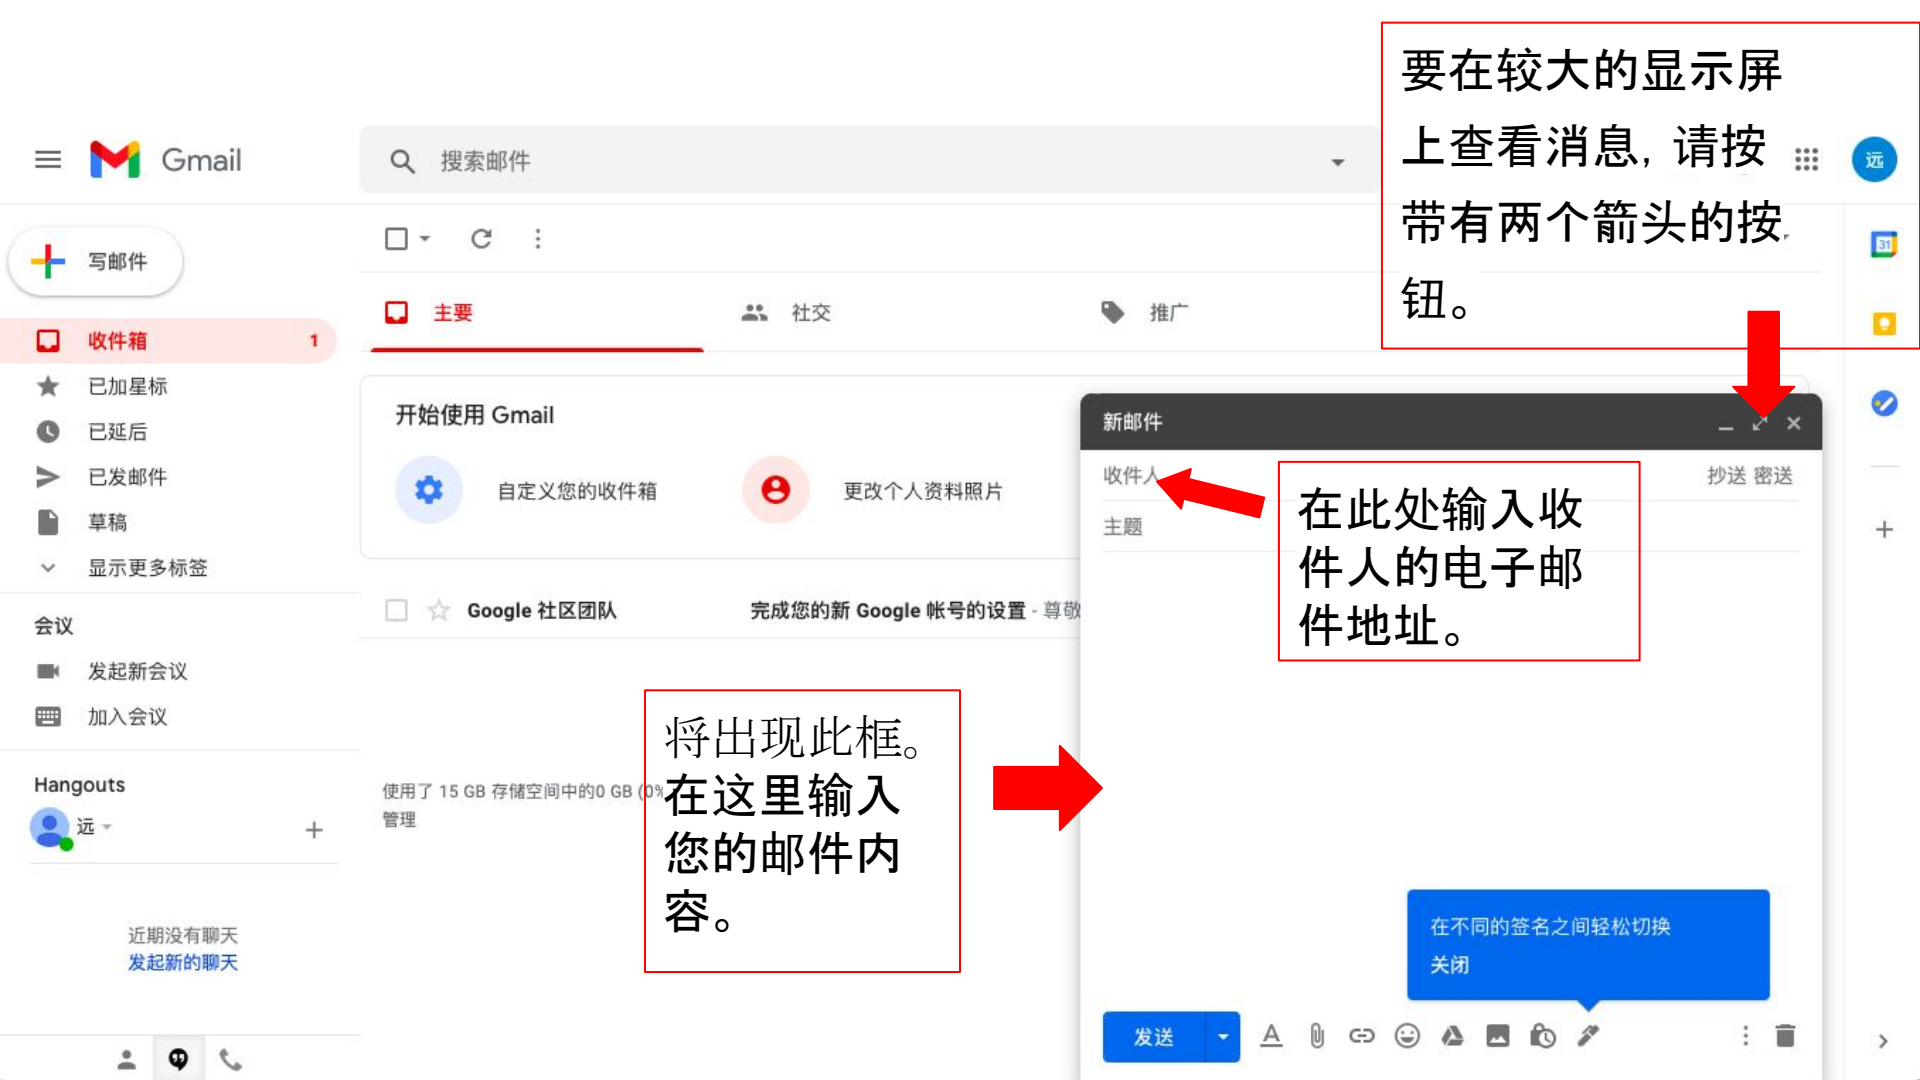 要在较大的显示屏
上查看消息, 请按
带有两个箭头的按
钮。
Gmail
搜索邮件
远
写邮件
31
主要
社交
推广
收件箱 1
已加星标
已延后
已发邮件
草稿
显示更多标签
开始使用 Gmail
自定义您的收件箱
更改个人资料照片
新邮件
收件人
抄送 密送
主题
在此处输入收
件人的电子邮
件地址。
Google 社区团队
完成您的新 Google 帐号的设置 - 尊敬
会议
发起新会议
加入会议
Hangouts
远
使用了 15 GB 存储空间中的0 GB (0%
管理
将出现此框。
在这里输入
您的邮件内
容。
近期没有聊天
发起新的聊天
在不同的签名之间轻松切换
关闭
发送